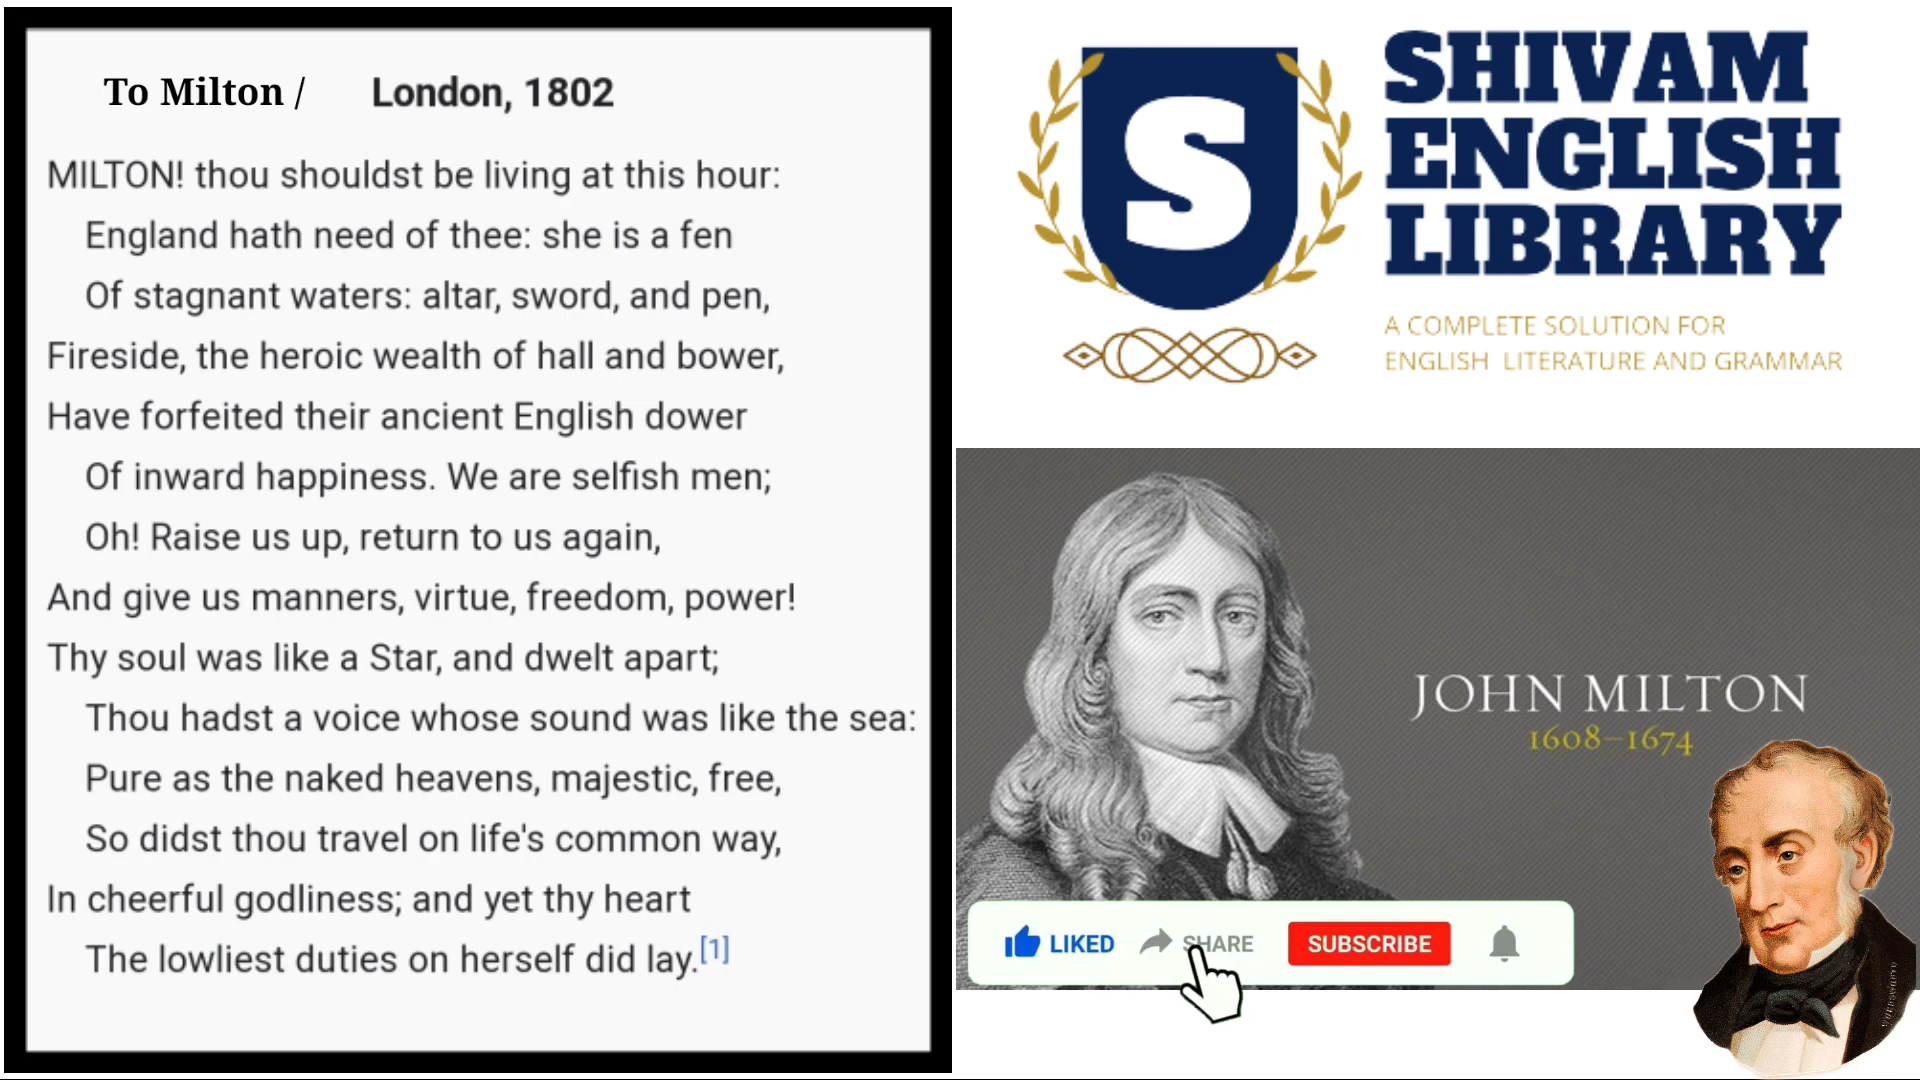 To Milton / London, 1802
MILTON! thou shouldst be living at this hour:
England hath need of thee: she is a fen
Of stagnant waters: altar, sword, and pen,
Fireside, the heroic wealth of hall and bower,
Have forfeited their ancient English dower
Of inward happiness. We are selfish men;
Oh! Raise us up, return to us again,
And give us manners, virtue, freedom, power!
Thy soul was like a Star, and dwelt apart;
Thou hadst a voice whose sound was like the sea:
Pure as the naked heavens, majestic, free,
So didst thou travel on life's common way,
In cheerful godliness; and yet thy heart
The lowliest duties on herself did lay.[1]
S
SHIVAM
ENGLISH
LIBRARY
A COMPLETE SOLUTION FOR
ENGLISH LITERATURE AND GRAMMAR
JOHN MILTON
1608–1674
LIKED SHARE SUBSCRIBE